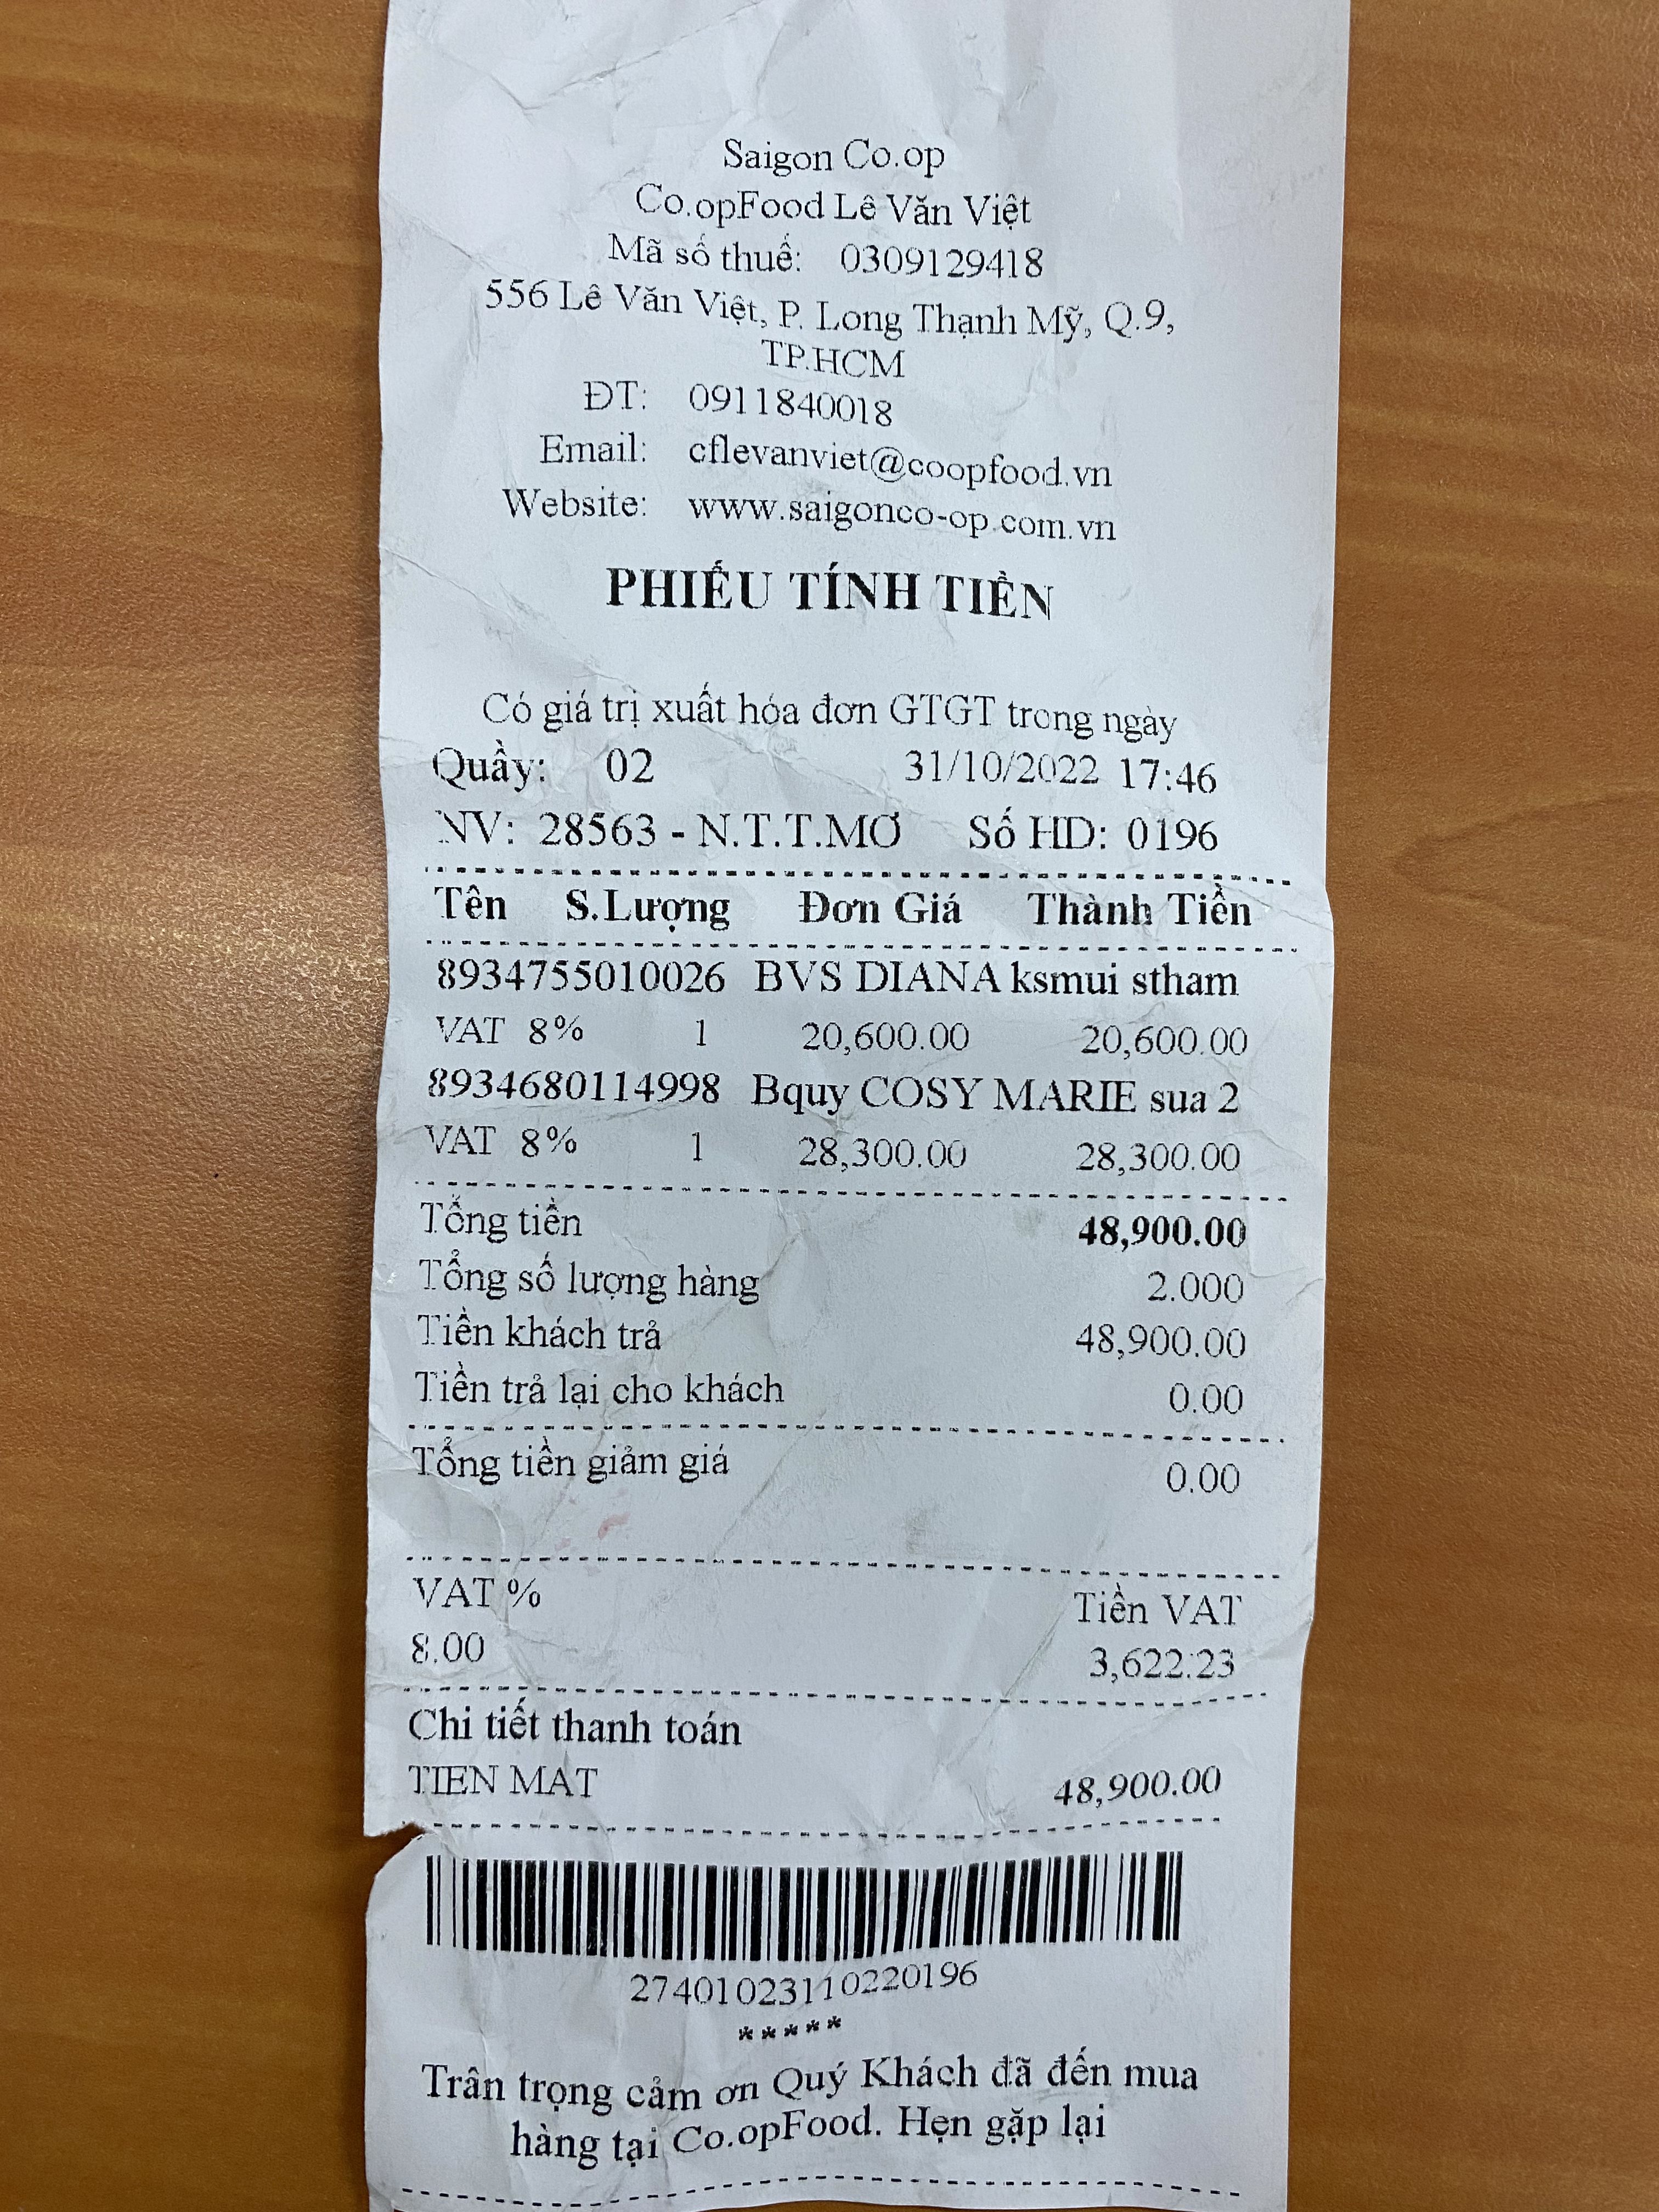 Saigon Co.op
Co.opFood Lê Văn Việt
Mã số thuế: 0309129418
556 Lê Văn Việt, P. Long Thạnh Mỹ, Q.9,
TP.HCM
ĐT: 0911840018
Email: cflevanviet@coopfood.vn
Website: www.saigonco-op.com.vn
PHIẾU TÍNH TIỀN
Có giá trị xuất hóa đơn GTGT trong ngày
Quầy: 02 31/10/2022 17:46
NV: 28563 - N.T.T.MƠ Số HD: 0196
Tên S.Lượng Đơn Giá Thành Tiền
8934755010026 BVS DIANA ksmui stham
VAT 8% 1 20,600.00 20,600.00
8934680114998 Bquy COSY MARIE sua 2
VAT 8% 1 28,300.00 28,300.00
Tổng tiền 48,900.00
Tổng số lượng hàng 2.000
Tiền khách trả 48,900.00
Tiền trả lại cho khách 0.00
Tổng tiền giảm giá 0.00
VAT % Tiền VAT
8.00 3,622.23
Chi tiết thanh toán
TIEN MAT 48,900.00
27401023110220196
*****
Trân trọng cảm ơn Quý Khách đã đến mua
hàng tại Co.opFood. Hẹn gặp lại